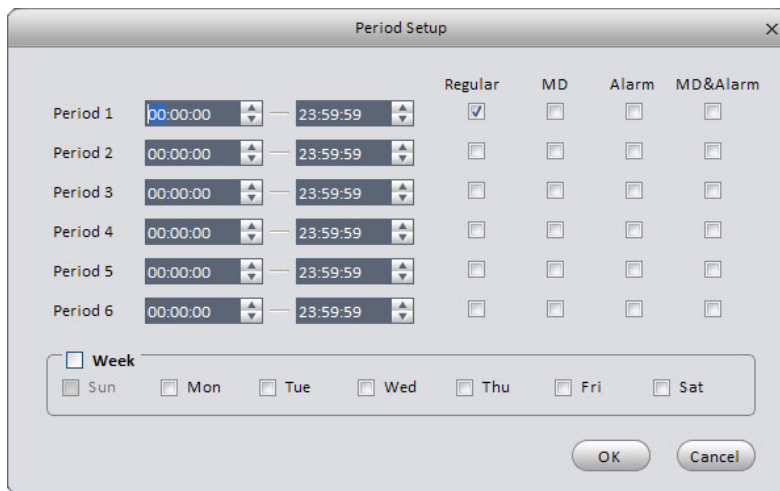 Period Setup
Regular MD Alarm MD&Alarm
Period 1 00:00:00 — 23:59:59
Period 2 00:00:00 — 23:59:59
Period 3 00:00:00 — 23:59:59
Period 4 00:00:00 — 23:59:59
Period 5 00:00:00 — 23:59:59
Period 6 00:00:00 — 23:59:59
Week
Sun Mon Tue Wed Thu Fri Sat
OK Cancel